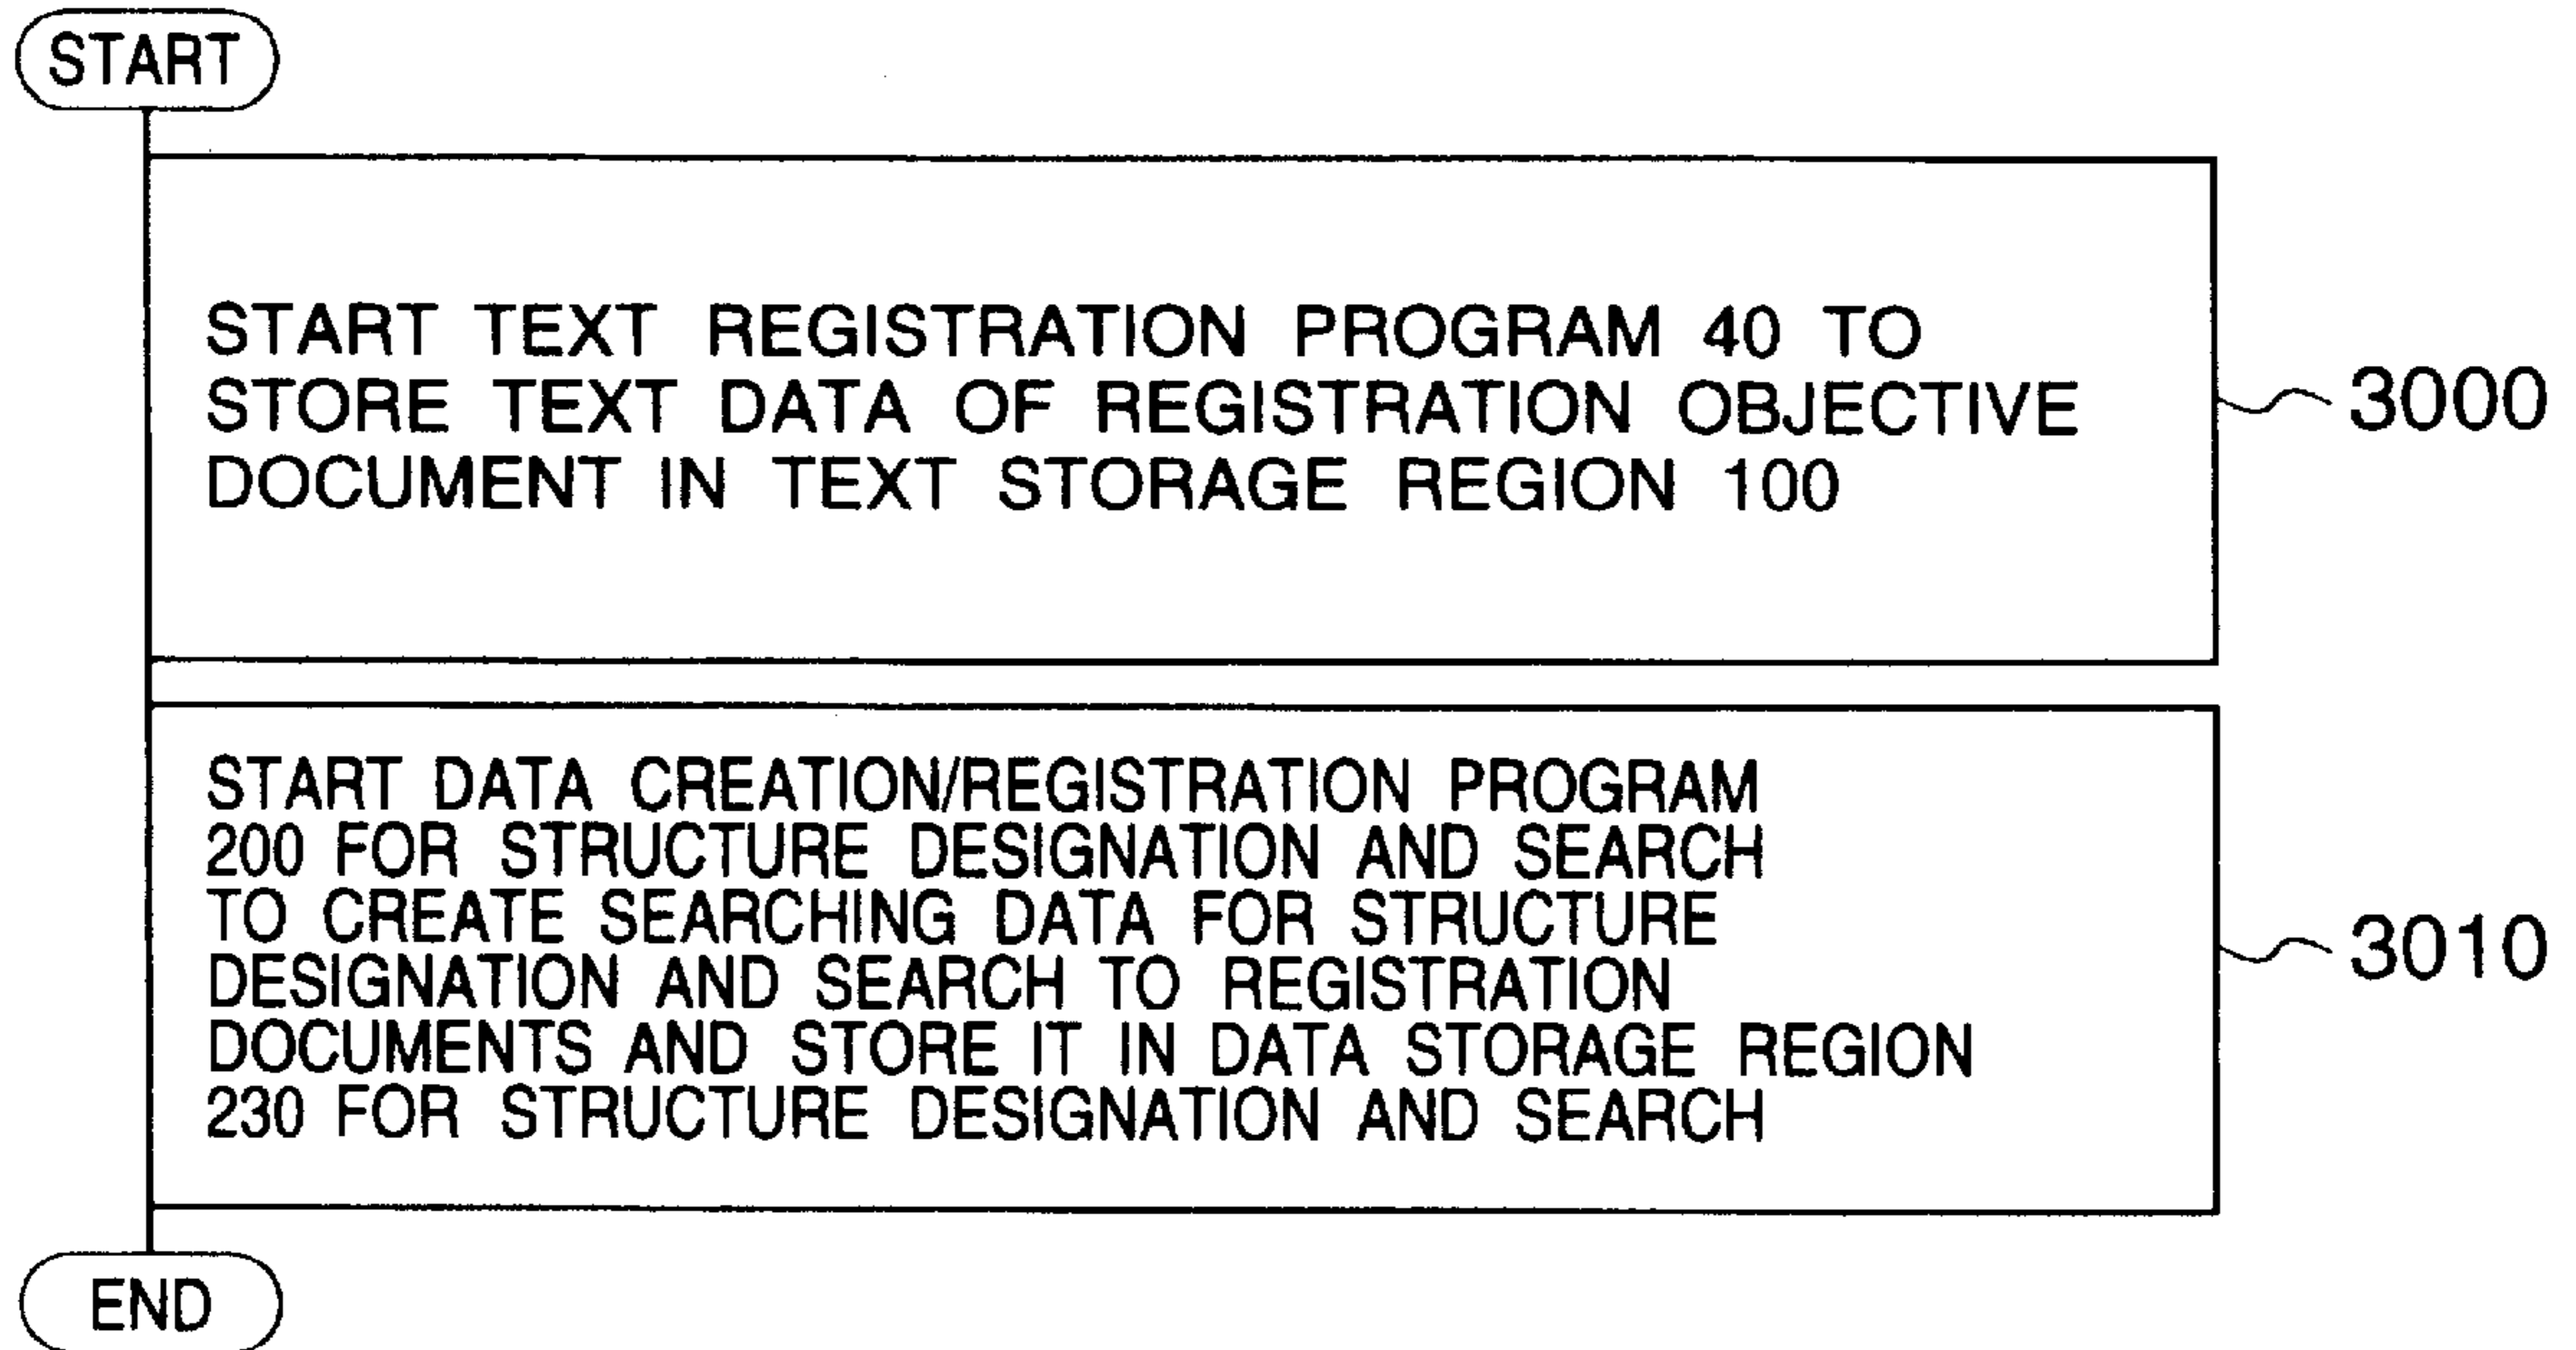 START
START TEXT REGISTRATION PROGRAM 40 TO
STORE TEXT DATA OF REGISTRATION OBJECTIVE
DOCUMENT IN TEXT STORAGE REGION 100
3000
START DATA CREATION/REGISTRATION PROGRAM
200 FOR STRUCTURE DESIGNATION AND SEARCH
TO CREATE SEARCHING DATA FOR STRUCTURE
DESIGNATION AND SEARCH TO REGISTRATION
DOCUMENTS AND STORE IT IN DATA STORAGE REGION
230 FOR STRUCTURE DESIGNATION AND SEARCH
3010
END